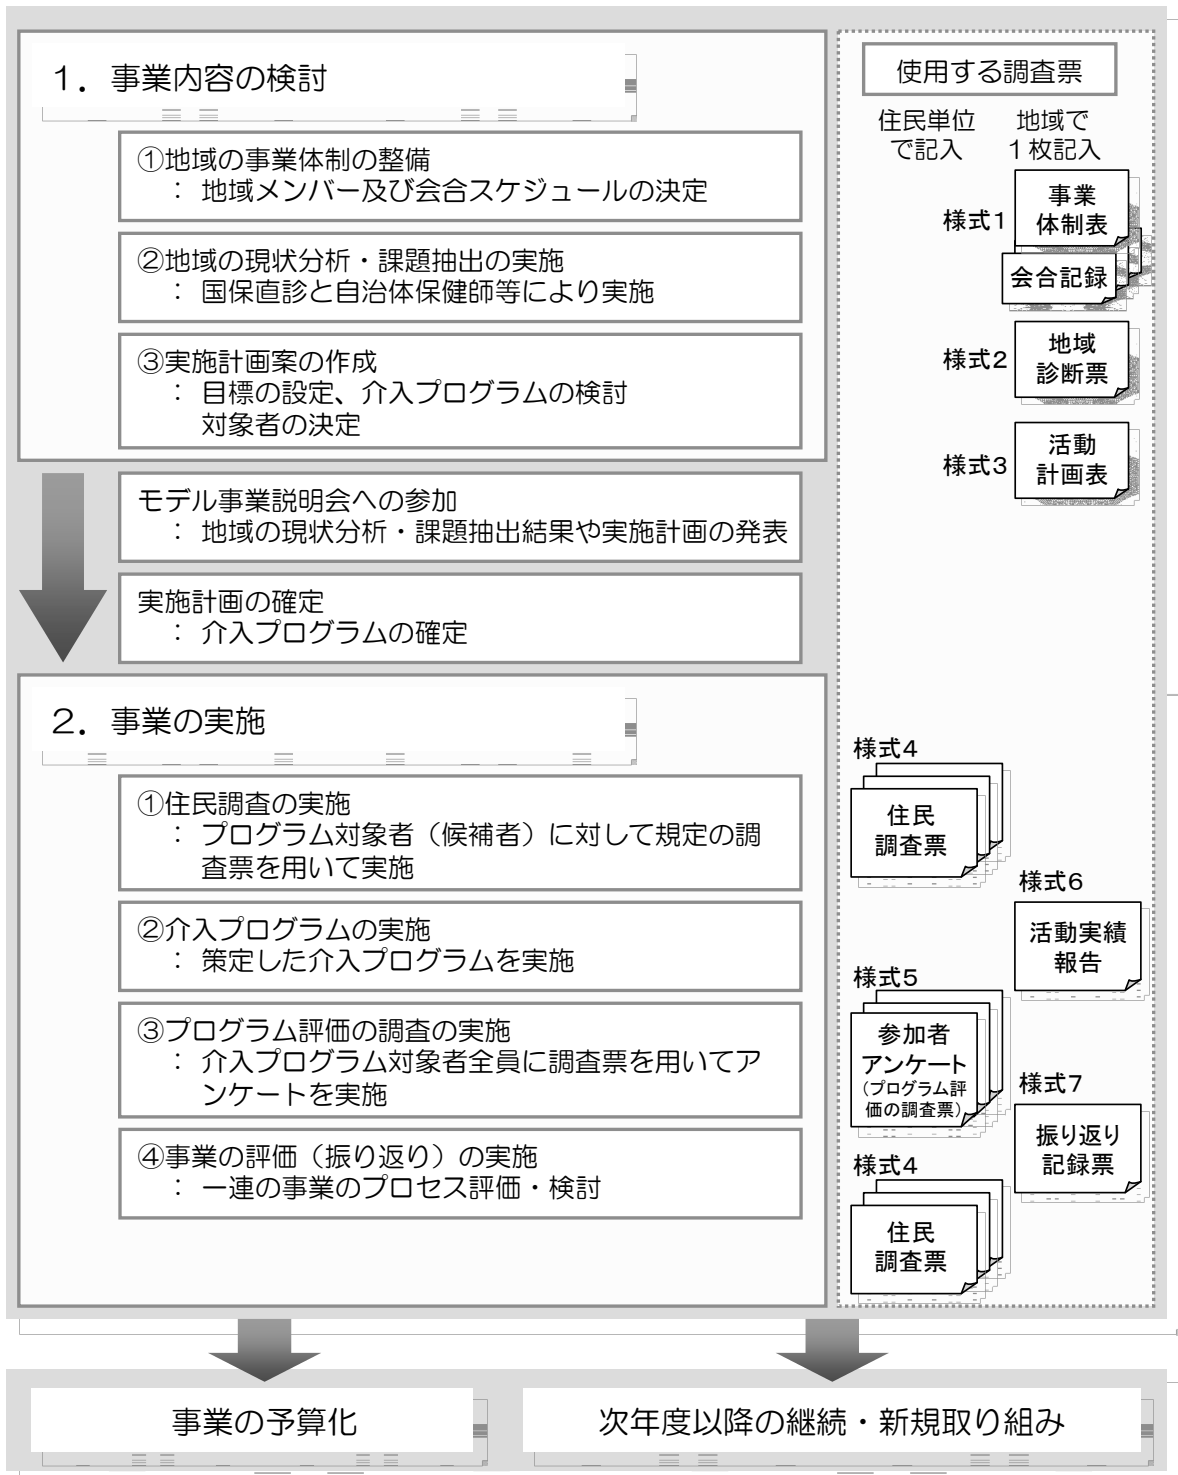 1．事業内容の検討
①地域の事業体制の整備
： 地域メンバー及び会合スケジュールの決定
②地域の現状分析・課題抽出の実施
： 国保直診と自治体保健師等により実施
③実施計画案の作成
： 目標の設定、介入プログラムの検討
対象者の決定
モデル事業説明会への参加
： 地域の現状分析・課題抽出結果や実施計画の発表
実施計画の確定
： 介入プログラムの確定
2．事業の実施
①住民調査の実施
： プログラム対象者（候補者）に対して規定の調
査票を用いて実施
②介入プログラムの実施
： 策定した介入プログラムを実施
③プログラム評価の調査の実施
： 介入プログラム対象者全員に調査票を用いてア
ンケートを実施
④事業の評価（振り返り）の実施
： 一連の事業のプロセス評価・検討
使用する調査票
住民単位
で記入
地域で
1枚記入
様式1
事業
体制表
会合記録
様式2
地域
診断票
様式3
活動
計画表
様式4
住民
調査票
様式6
活動実績
報告
様式5
参加者
アンケート
（プログラム評
価の調査票）
様式7
振り返り
記録票
様式4
住民
調査票
事業の予算化
次年度以降の継続・新規取り組み